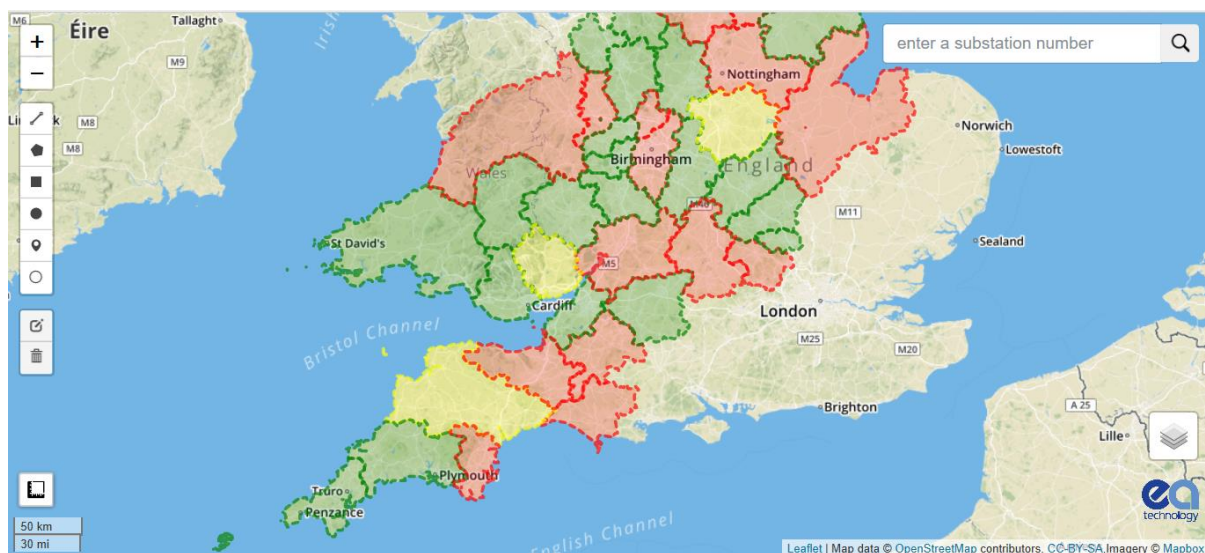 M6
Éire
Tallaght
Irish
+
−
M9
M8
M8
enter a substation number
Nottingham
Norwich
Lowestoft
Birmingham
England
Wales
M40
M11
St David's
M5
Sealand
Cardiff
London
Bristol Channel
M25
M20
Brighton
A 25
Lille
Plymouth
Truro
Penzance
English Channel
50 km
30 mi
ea
technology
Leaflet | Map data © OpenStreetMap contributors, CC-BY-SA,Imagery © Mapbox